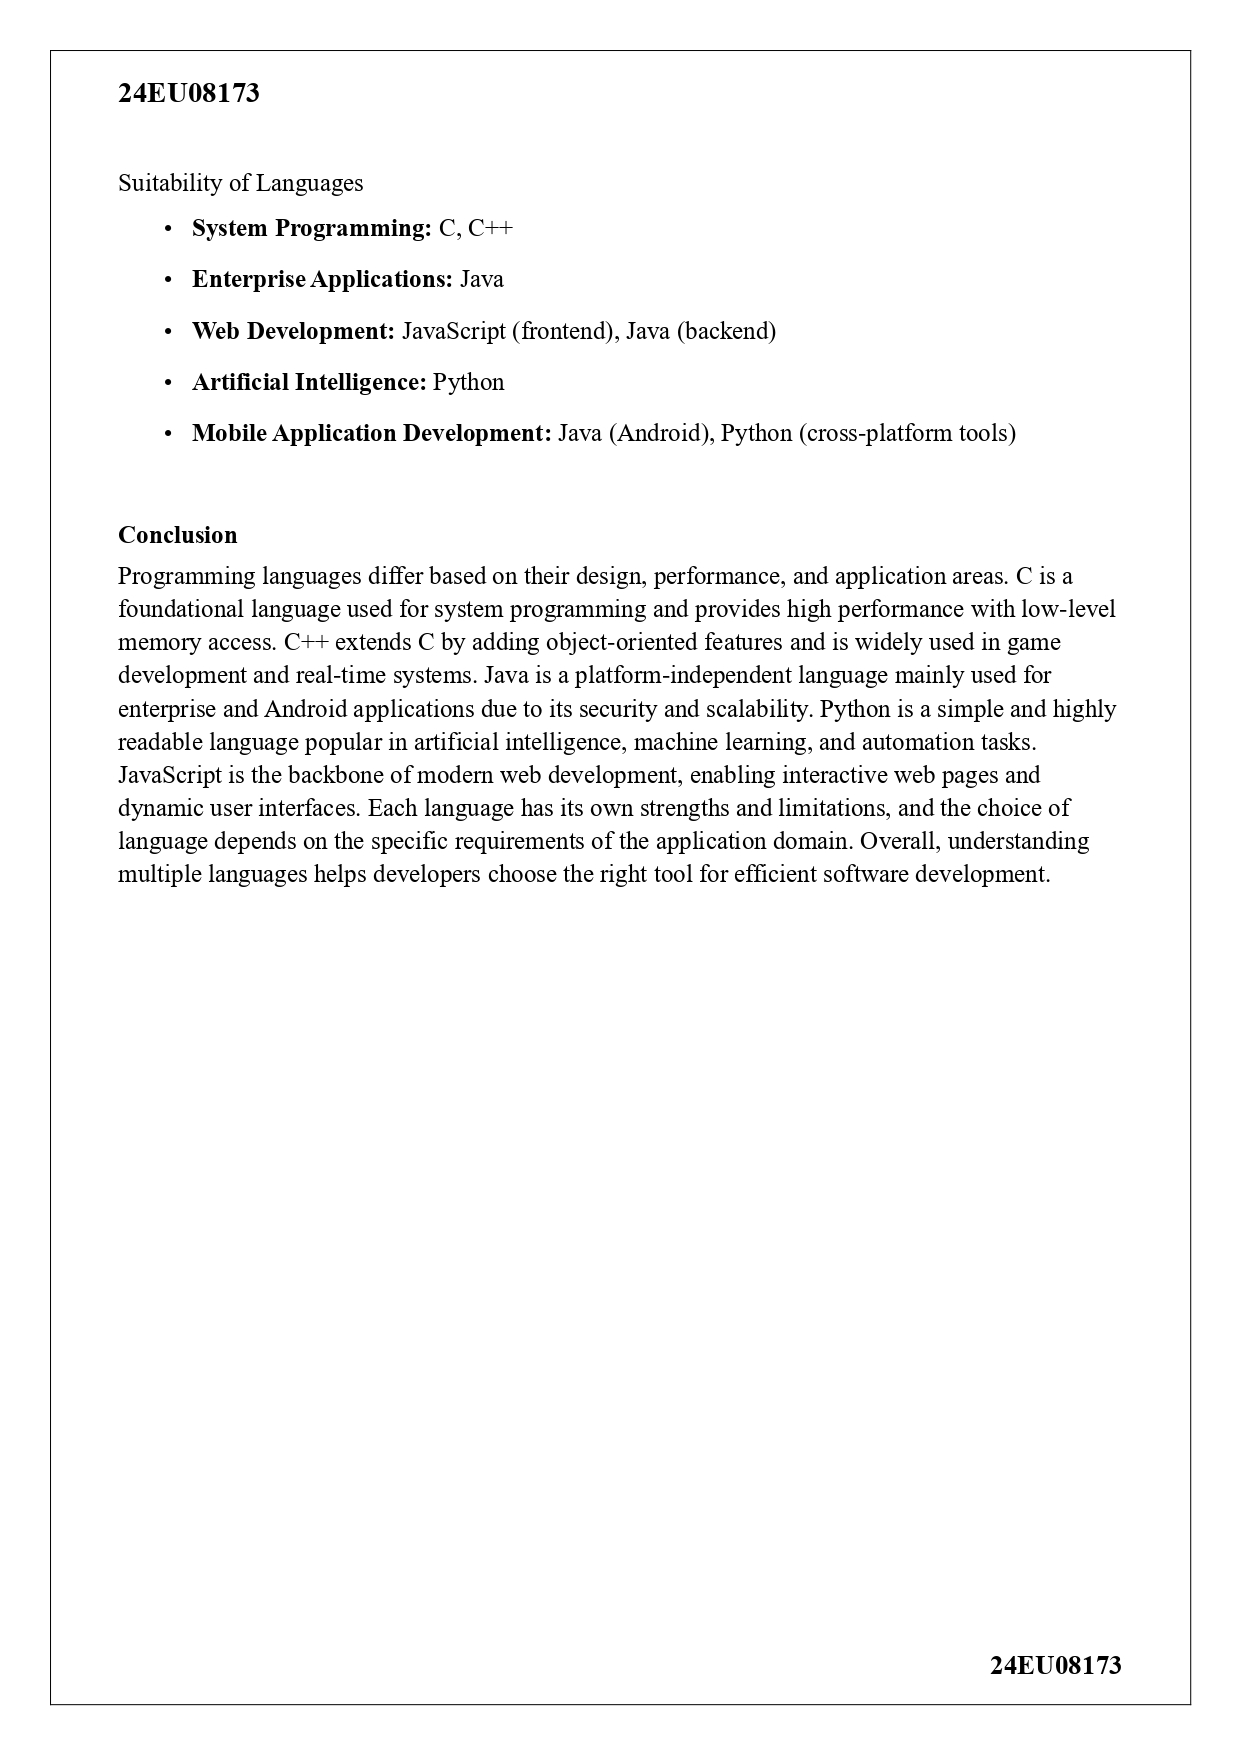 24EU08173
Suitability of Languages
• System Programming: C, C++
• Enterprise Applications: Java
• Web Development: JavaScript (frontend), Java (backend)
• Artificial Intelligence: Python
• Mobile Application Development: Java (Android), Python (cross-platform tools)
Conclusion
Programming languages differ based on their design, performance, and application areas. C is a
foundational language used for system programming and provides high performance with low-level
memory access. C++ extends C by adding object-oriented features and is widely used in game
development and real-time systems. Java is a platform-independent language mainly used for
enterprise and Android applications due to its security and scalability. Python is a simple and highly
readable language popular in artificial intelligence, machine learning, and automation tasks.
JavaScript is the backbone of modern web development, enabling interactive web pages and
dynamic user interfaces. Each language has its own strengths and limitations, and the choice of
language depends on the specific requirements of the application domain. Overall, understanding
multiple languages helps developers choose the right tool for efficient software development.
24EU08173